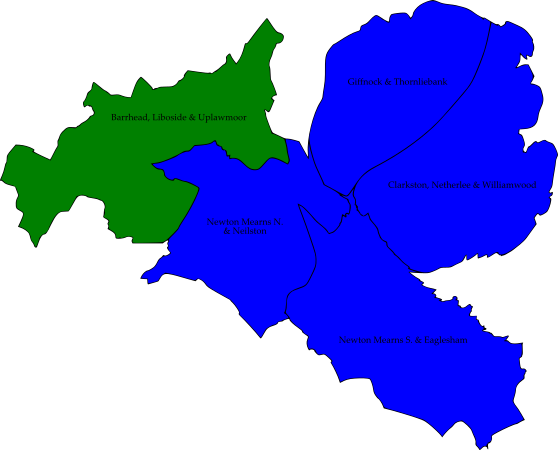 Giffnock & Thornliebank
Barrhead, Liboside & Uplawmoor
Clarkston, Netherlee & Williamwood
Newton Mearns N.
& Neilston
Newton Mearns S. & Eaglesham